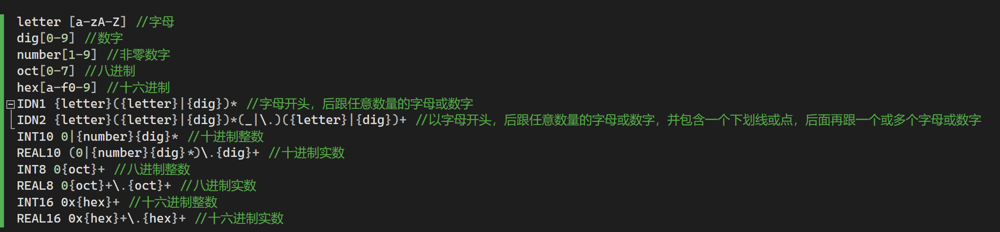 letter [a-zA-Z] //字母
dig[0-9] //数字
number[1-9] //非零数字
oct[0-7] //八进制
hex[a-f0-9] //十六进制
IDN1 {letter}({letter}|{dig})* //字母开头，后跟任意数量的字母或数字
IDN2 {letter}({letter}|{dig})*(_|\.)({letter}|{dig})+ //以字母开头，后跟任意数量的字母或数字，并包含一个下划线或点，后面再跟一个或多个字母或数字
INT10 0|{number}{dig}* //十进制整数
REAL10 (0|{number}{dig}*)\.{dig}+ //十进制实数
INT8 0{oct}+ //八进制整数
REAL8 0{oct}+\.{oct}+ //八进制实数
INT16 0x{hex}+ //十六进制整数
REAL16 0x{hex}+\.{hex}+ //十六进制实数